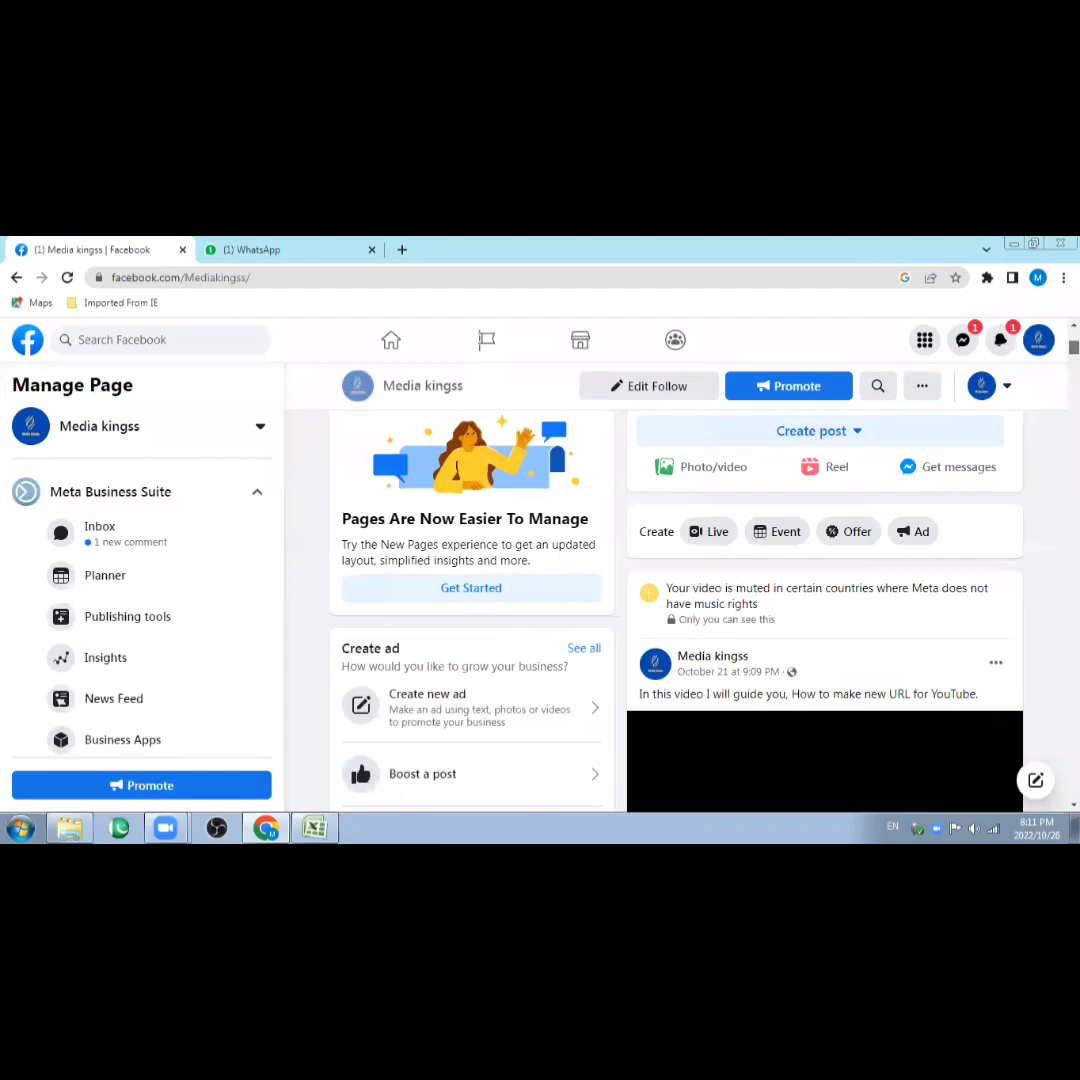 (1) Media kingss | Facebook
(1) WhatsApp
facebook.com/Mediakingss/
Maps
Imported From IE
Search Facebook
1
1
M
Manage Page
Media kingss
Meta Business Suite
Inbox
1 new comment
Planner
Publishing tools
Insights
News Feed
Business Apps
Promote
Media kingss
Edit Follow
Promote
Pages Are Now Easier To Manage
Try the New Pages experience to get an updated
layout, simplified insights and more.
Get Started
Create ad
See all
How would you like to grow your business?
Create new ad
Make an ad using text, photos or videos
to promote your business
Boost a post
Create post
Photo/video
Reel
Get messages
Create
Live
Event
Offer
Ad
Your video is muted in certain countries where Meta does not
have music rights
Only you can see this
Media kingss
October 21 at 9:09 PM ·
In this video I will guide you, How to make new URL for YouTube.
EN
8:11 PM
2022/10/26